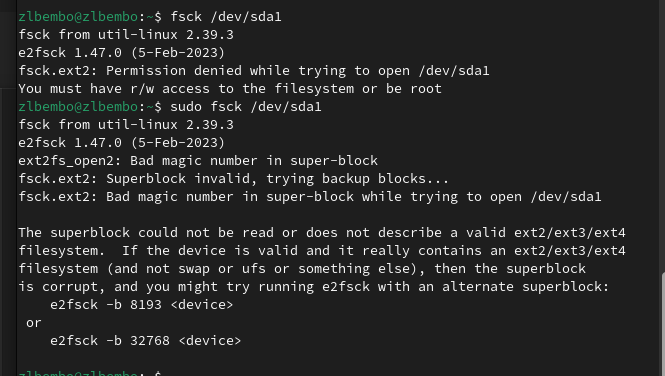 zlbembo@zlbembo:~$ fsck /dev/sda1
fsck from util-linux 2.39.3
e2fsck 1.47.0 (5-Feb-2023)
fsck.ext2: Permission denied while trying to open /dev/sda1
You must have r/w access to the filesystem or be root
zlbembo@zlbembo:~$ sudo fsck /dev/sda1
fsck from util-linux 2.39.3
e2fsck 1.47.0 (5-Feb-2023)
ext2fs_open2: Bad magic number in super-block
fsck.ext2: Superblock invalid, trying backup blocks...
fsck.ext2: Bad magic number in super-block while trying to open /dev/sda1

The superblock could not be read or does not describe a valid ext2/ext3/ext4
filesystem.  If the device is valid and it really contains an ext2/ext3/ext4
filesystem (and not swap or ufs or something else), then the superblock
is corrupt, and you might try running e2fsck with an alternate superblock:
    e2fsck -b 8193 <device>
 or
    e2fsck -b 32768 <device>

zlbembo@zlbembo:~$